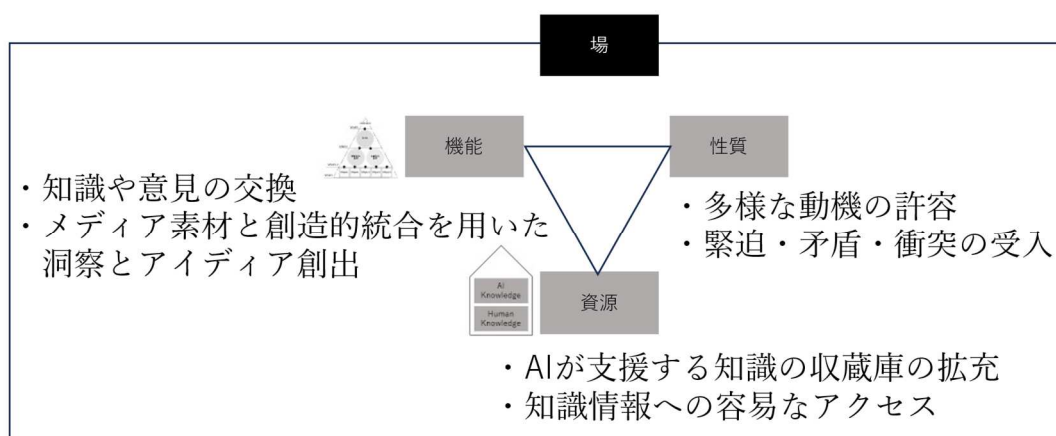 場
機能
性質
・知識や意見の交換
・メディア素材と創造的統合を用いた
洞察とアイディア創出
・多様な動機の許容
・緊迫・矛盾・衝突の受入
AI
Knowledge
Human
Knowledge
資源
・AIが支援する知識の収蔵庫の拡充
・知識情報への容易なアクセス